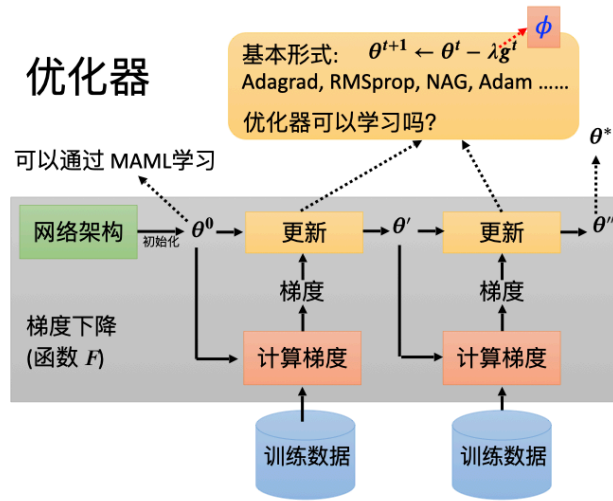 优化器
基本形式: θ^{t+1} ← θ^t − λg^t
ϕ
Adagrad, RMSprop, NAG, Adam ……
优化器可以学习吗?
可以通过 MAML学习
θ*
网络架构
初始化
θ^0
更新
θ′
更新
θ″
梯度
梯度
梯度下降
(函数 F)
计算梯度
计算梯度
训练数据
训练数据